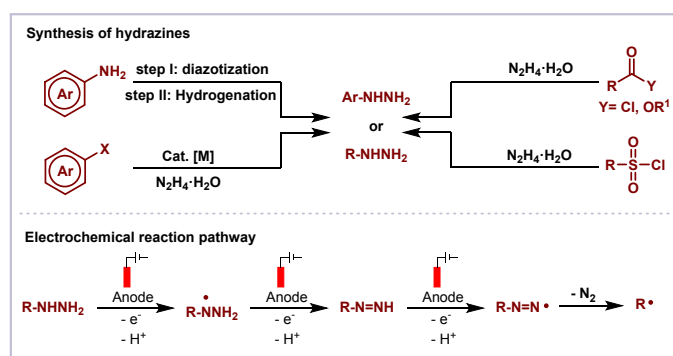 Synthesis of hydrazines
NH₂
Ar
step I: diazotization
step II: Hydrogenation
Ar-NHNH₂
or
R-NHNH₂
N₂H₄·H₂O
O
R
Y
Y= Cl, OR¹
X
Ar
Cat. [M]
N₂H₄·H₂O
N₂H₄·H₂O
O
R-S-Cl
O
Electrochemical reaction pathway
R-NHNH₂
Anode
- e⁻
- H⁺
•
R-NNH₂
Anode
- e⁻
- H⁺
R-N=NH
Anode
- e⁻
- H⁺
R-N=N•
- N₂
R•